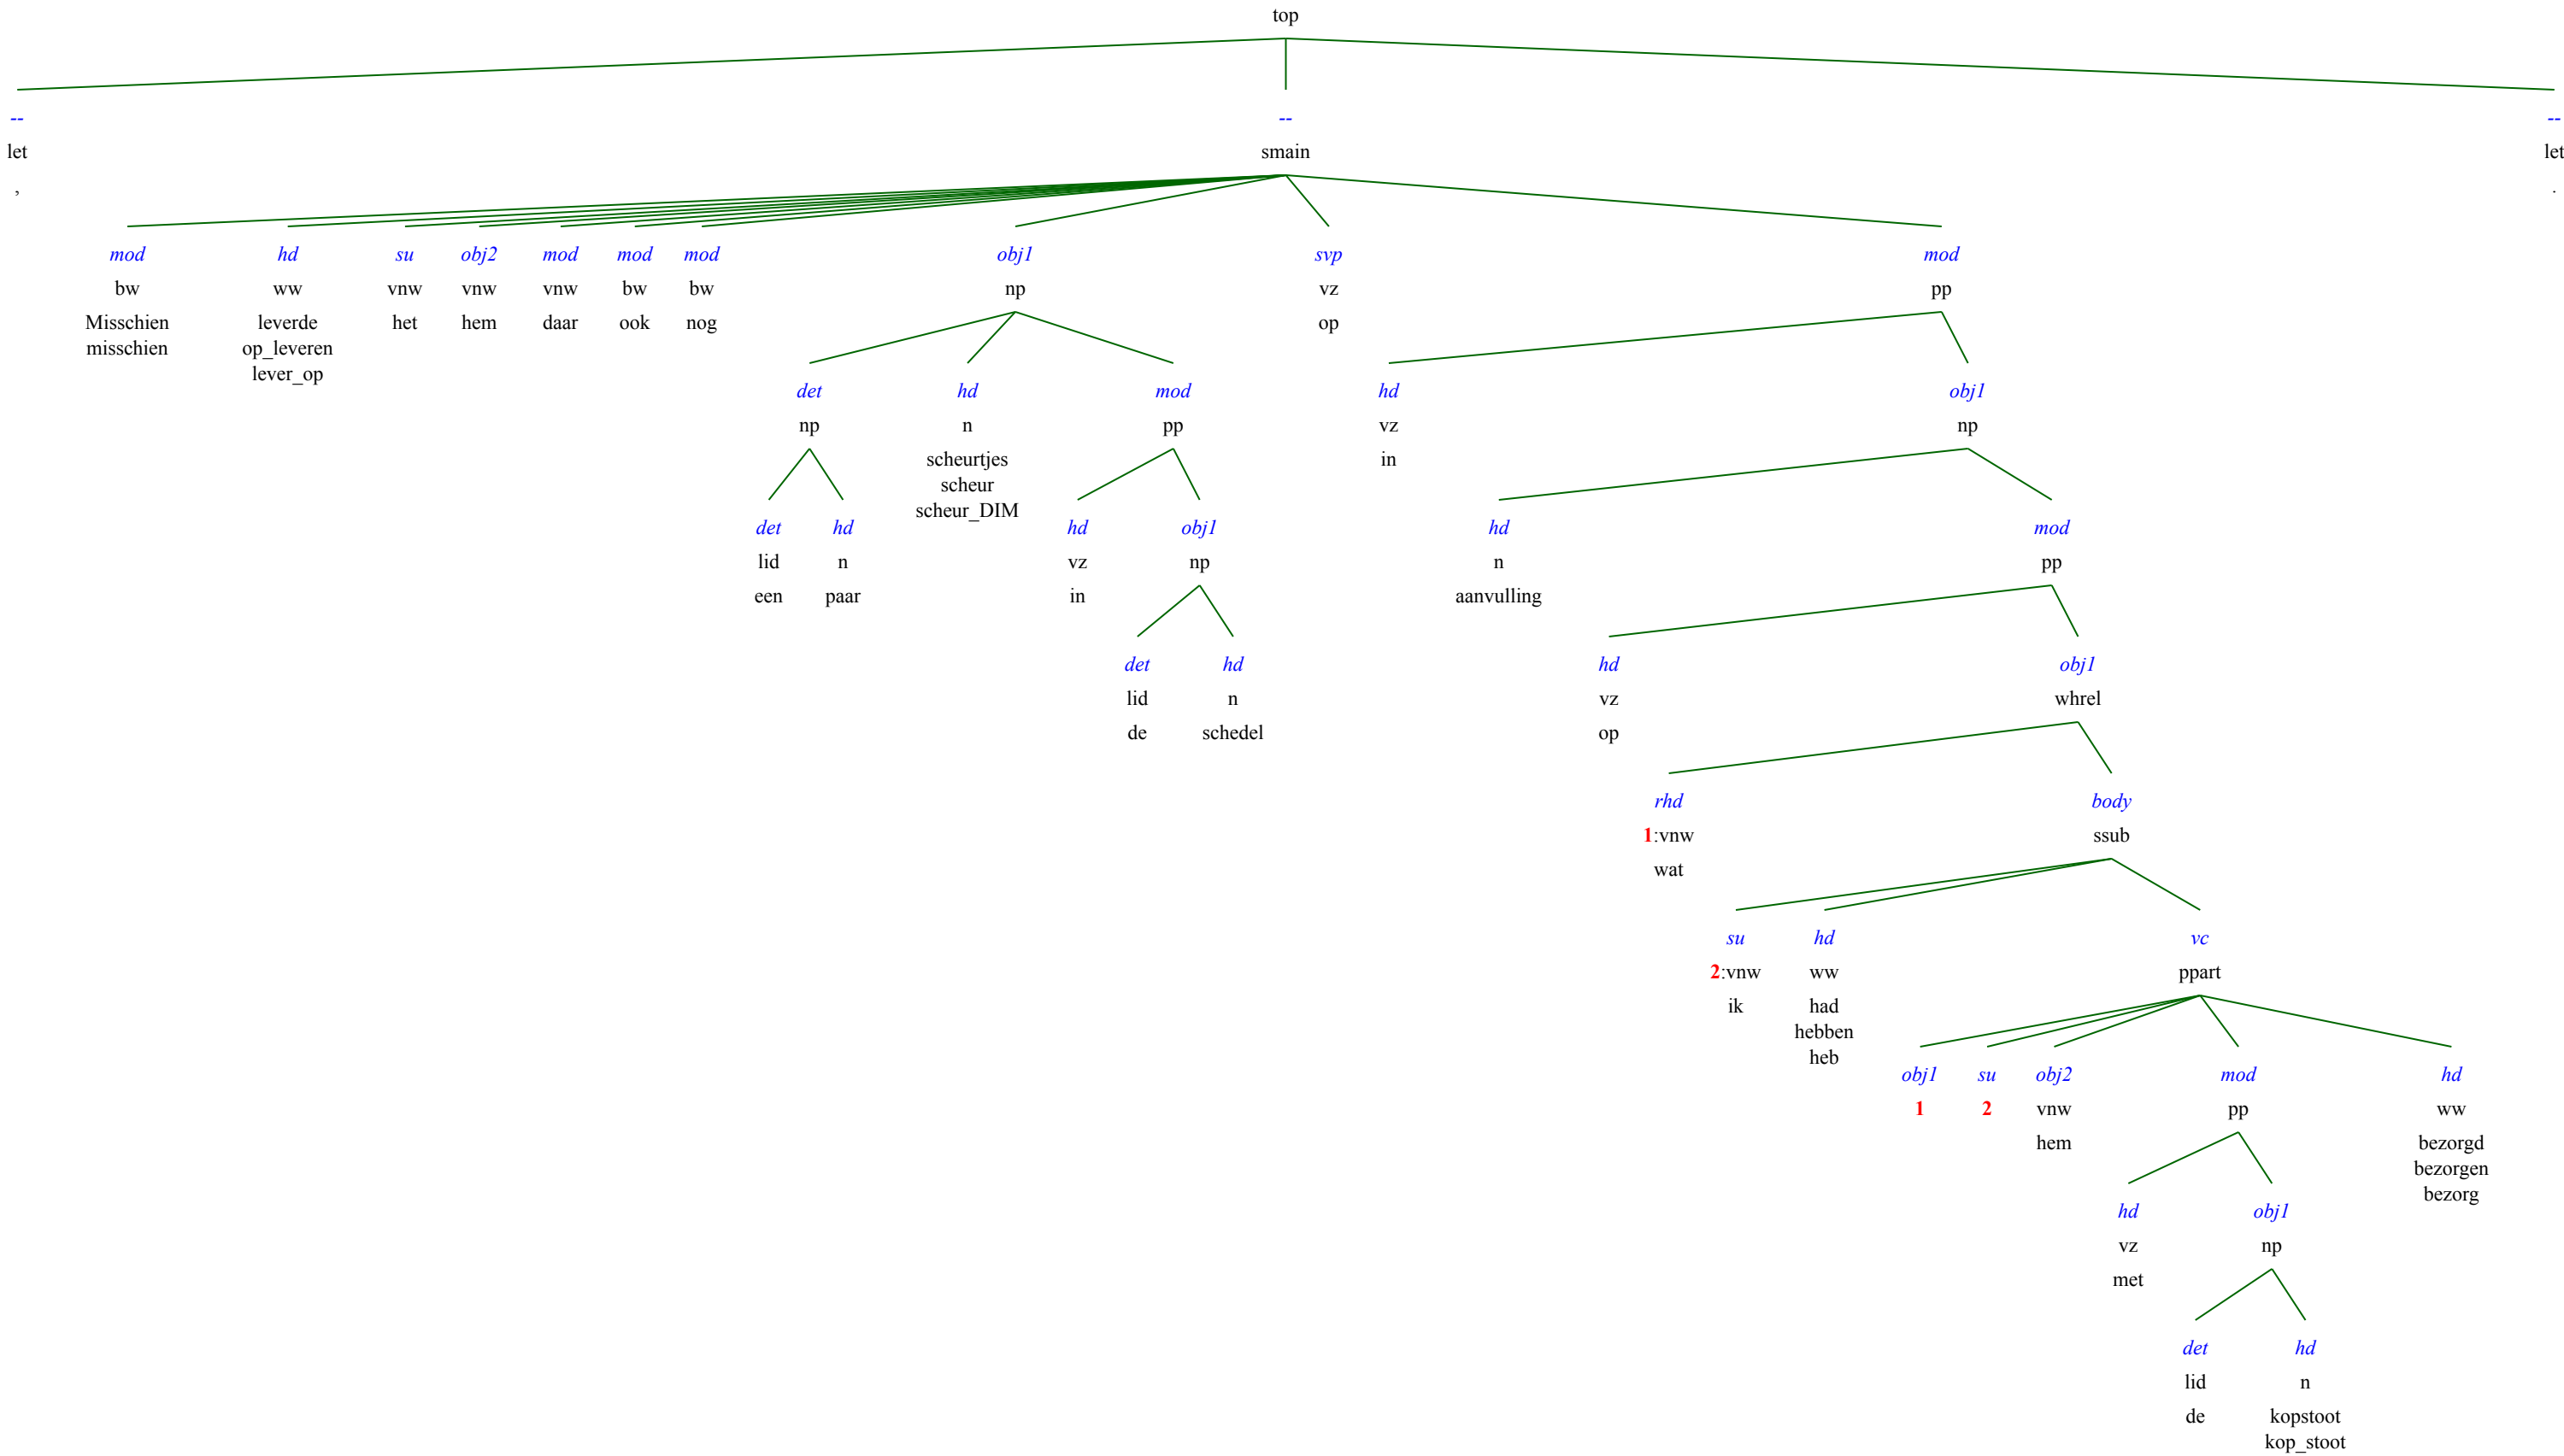 top
-- -- --
let smain let
, .
mod hd su obj2 mod mod mod obj1 svp mod
bw ww vnw vnw vnw bw bw np vz pp
Misschien leverde het hem daar ook nog op
misschien op_leveren
lever_op
det hd mod hd obj1
np n pp vz np
scheurtjes in
scheur
scheur_DIM
det hd hd obj1 hd mod
lid n vz np n pp
een paar in aanvulling
det hd hd obj1
lid n vz whrel
de schedel op
rhd body
1:vnw ssub
wat
su hd vc
2:vnw ww ppart
ik had
hebben
heb
obj1 su obj2 mod hd
1 2 vnw pp ww
hem bezorgd
bezorgen
bezorg
hd obj1
vz np
met
det hd
lid n
de kopstoot
kop_stoot